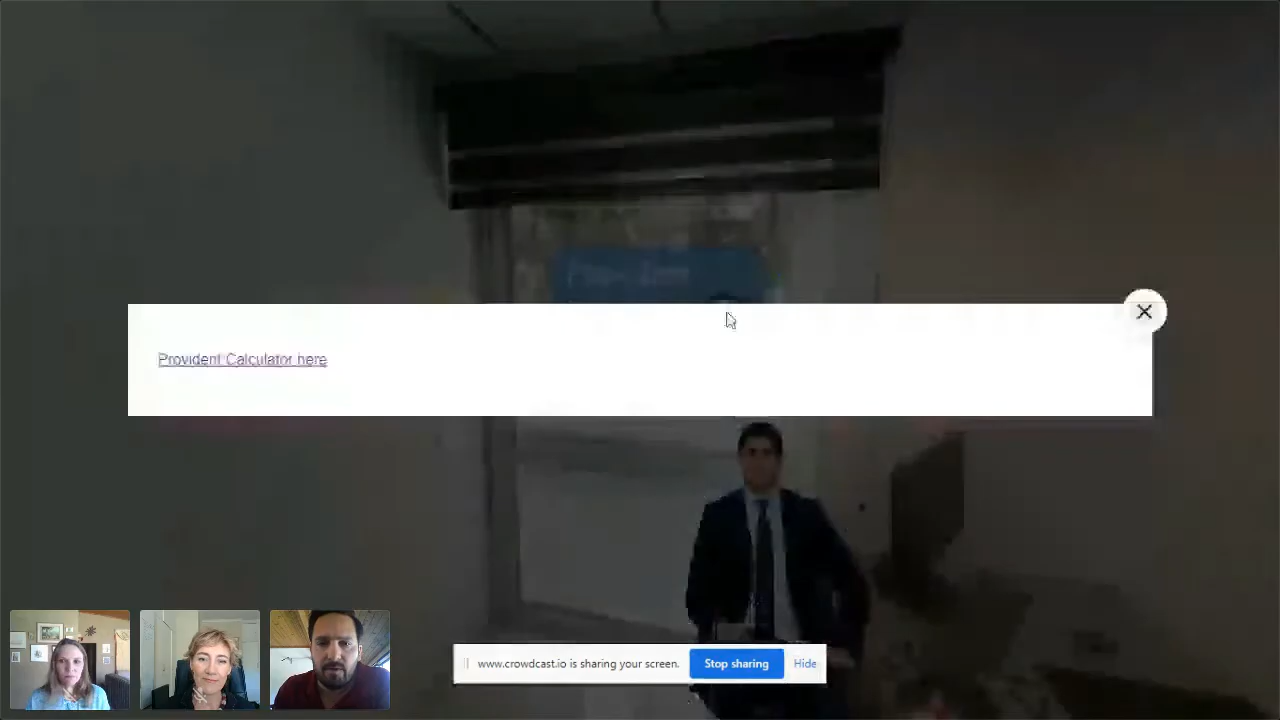 Provident Calculator here
www.crowdcast.io is sharing your screen.
Stop sharing
Hide